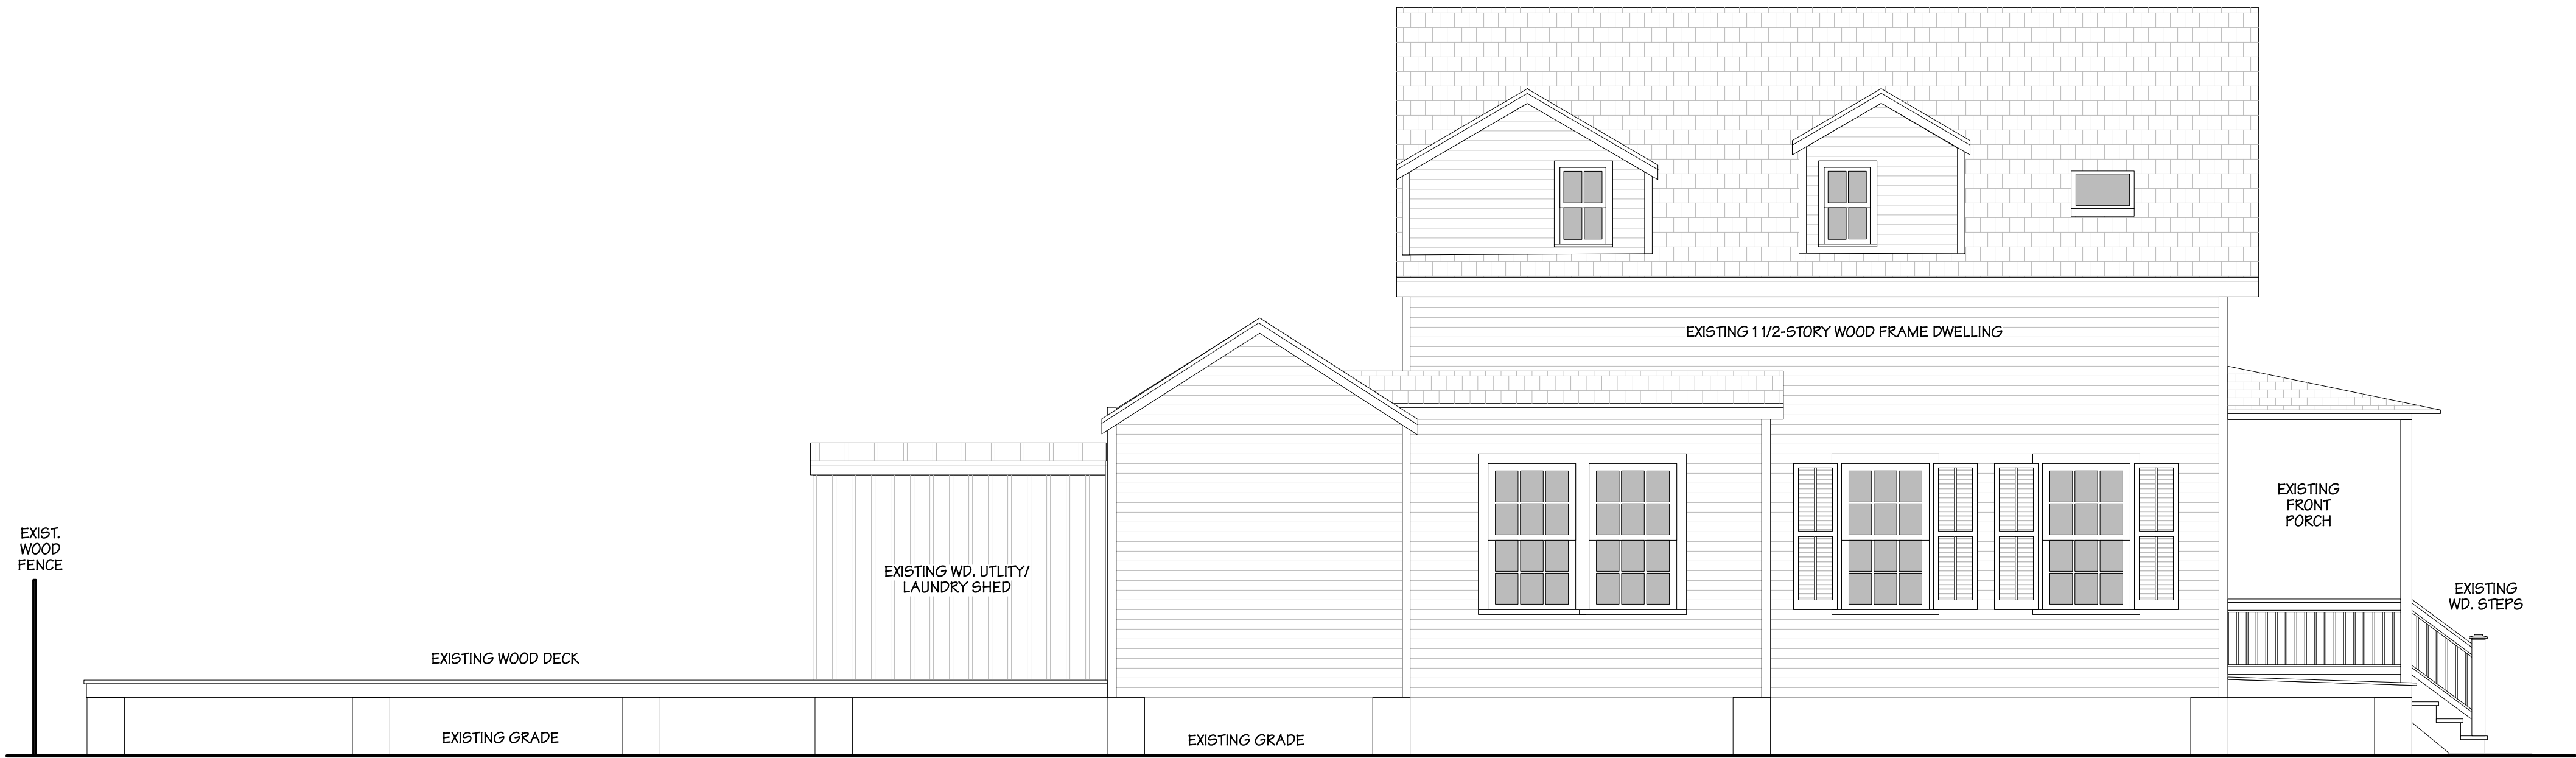 EXISTING 1 1/2-STORY WOOD FRAME DWELLING
EXISTING
FRONT
PORCH
EXIST.
WOOD
FENCE
EXISTING WD. UTLITY/
LAUNDRY SHED
EXISTING
WD. STEPS
EXISTING WOOD DECK
EXISTING GRADE
EXISTING GRADE